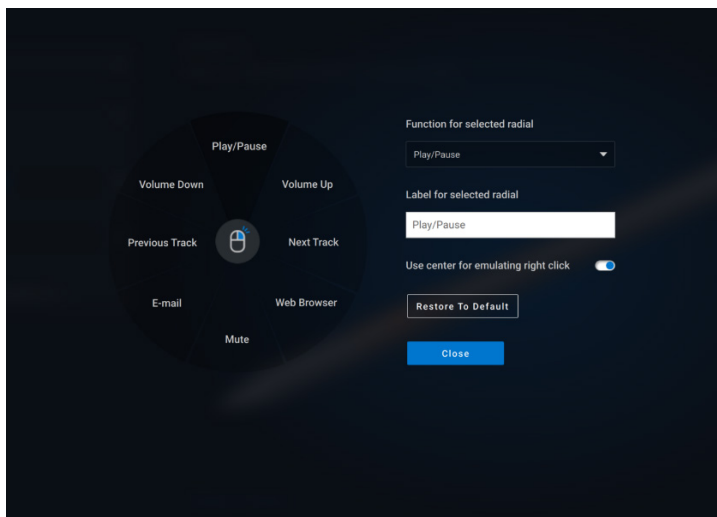 Play/Pause
Volume Down
Volume Up
Previous Track
Next Track
E-mail
Web Browser
Mute
Function for selected radial
Play/Pause
Label for selected radial
Play/Pause
Use center for emulating right click
Restore To Default
Close